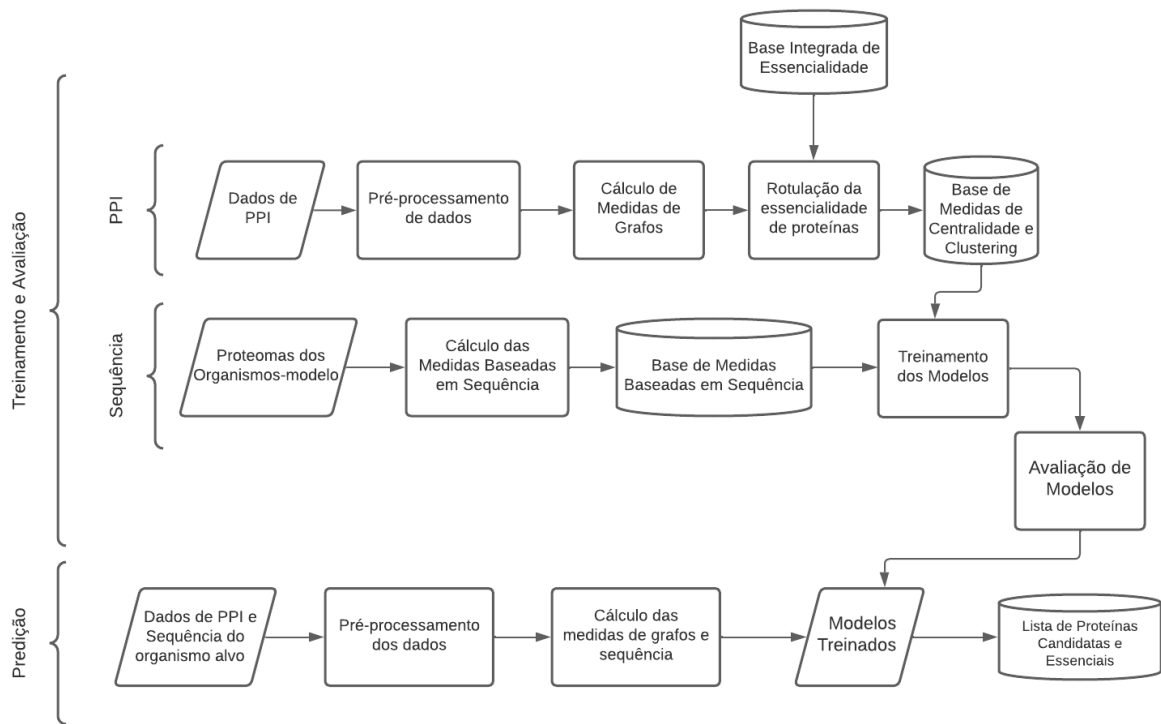 Base Integrada de
Essencialidade
Treinamento e Avaliação
PPI
Dados de
PPI
Pré-processamento
de dados
Cálculo de
Medidas de
Grafos
Rotulação da
essencialidade
de proteínas
Base de
Medidas de
Centralidade e
Clustering
Sequência
Proteomas dos
Organismos-modelo
Cálculo das
Medidas Baseadas
em Sequência
Base de Medidas
Baseadas em Sequência
Treinamento
dos Modelos
Avaliação de
Modelos
Predição
Dados de PPI e
Sequência do
organismo alvo
Pré-processamento
dos dados
Cálculo das
medidas de grafos e
sequência
Modelos
Treinados
Lista de Proteínas
Candidatas e
Essenciais